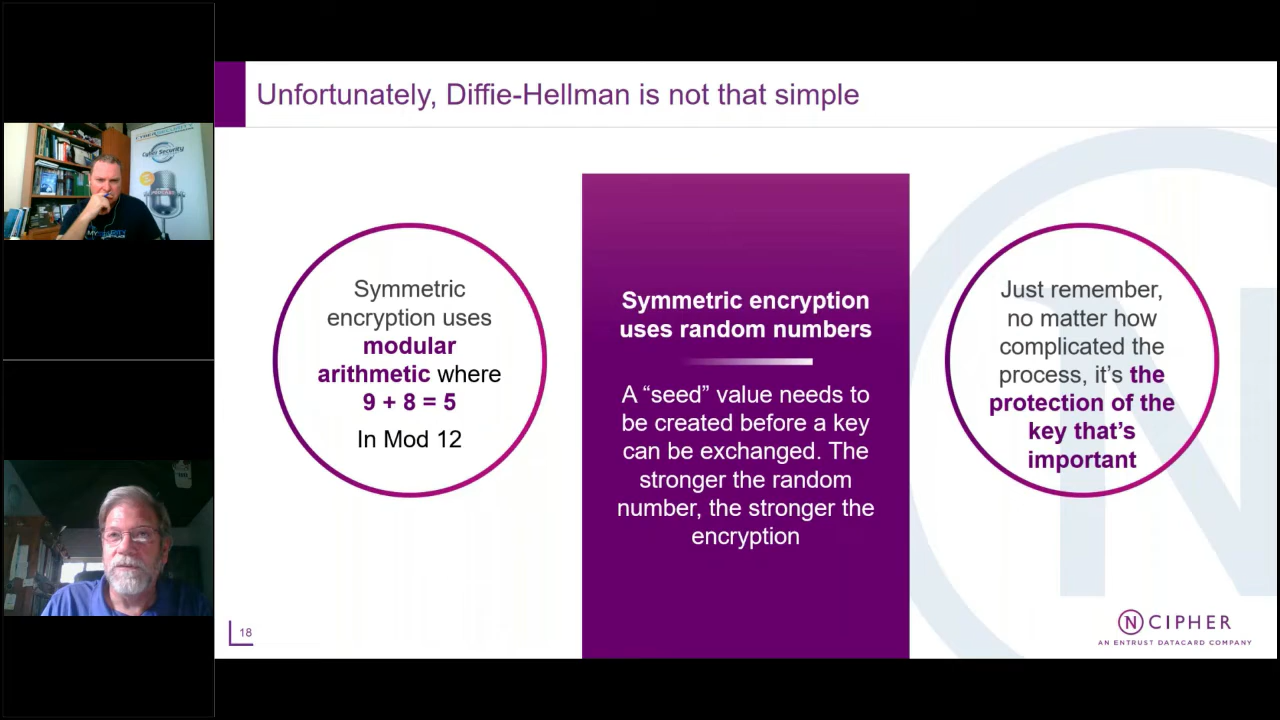 Unfortunately, Diffie-Hellman is not that simple
Symmetric
encryption uses
modular
arithmetic where
9 + 8 = 5
In Mod 12
Symmetric encryption
uses random numbers
A “seed” value needs to
be created before a key
can be exchanged. The
stronger the random
number, the stronger the
encryption
Just remember,
no matter how
complicated the
process, it’s the
protection of the
key that’s
important
18
N CIPHER
AN ENTRUST DATACARD COMPANY
Cyber Security